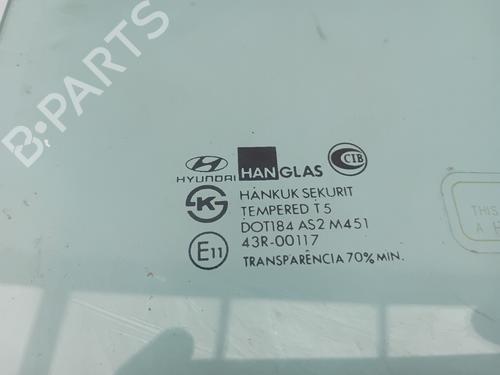 B-PARTS
HYUNDAI HANGLAS CIB
HANKUK SEKURIT
TEMPERED T5
DOT184 AS2 M451
43R-00117
E11
TRANSPARÊNCIA 70% MIN.
THIS
A